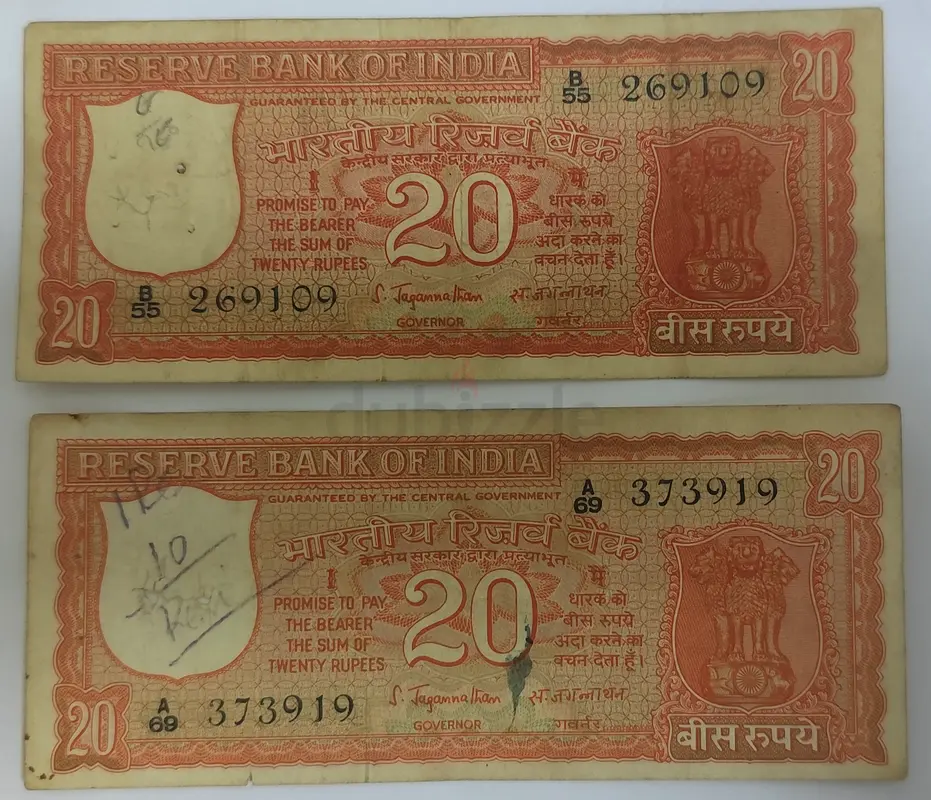 RESERVE BANK OF INDIA
20
B
55 269109
GUARANTEED BY THE CENTRAL GOVERNMENT
भारतीय रिज़र्व बैंक
केन्द्रीय सरकार द्वारा प्रत्याभूत
I
PROMISE TO PAY
THE BEARER
THE SUM OF
TWENTY RUPEES
20
मैं
धारक को
बीस रुपये
अदा करने का
वचन देता हूँ।
B
55 269109
S. Jagannathan
स. जगन्नाथन
GOVERNOR
गवर्नर
20
बीस रुपये
dubizzle
RESERVE BANK OF INDIA
20
A
69 373919
GUARANTEED BY THE CENTRAL GOVERNMENT
भारतीय रिज़र्व बैंक
केन्द्रीय सरकार द्वारा प्रत्याभूत
10
I
PROMISE TO PAY
THE BEARER
THE SUM OF
TWENTY RUPEES
20
मैं
धारक को
बीस रुपये
अदा करने का
वचन देता हूँ।
A
69 373919
S. Jagannathan
स. जगन्नाथन
GOVERNOR
गवर्नर
20
बीस रुपये